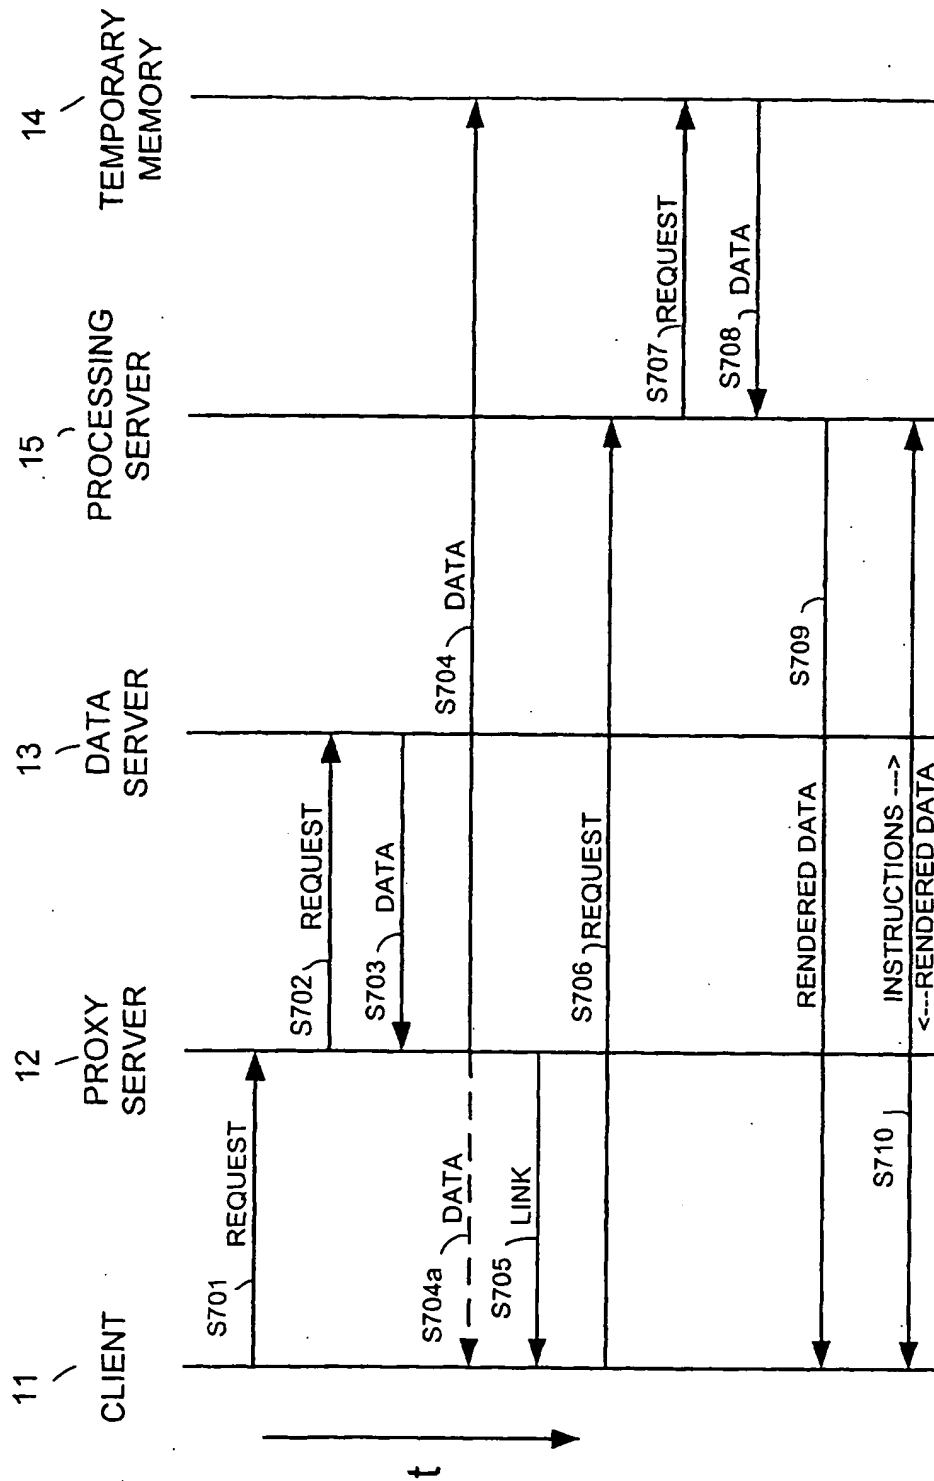 11
CLIENT
12
PROXY
SERVER
13
DATA
SERVER
15
PROCESSING
SERVER
14
TEMPORARY
MEMORY
t
S701
REQUEST
S702
REQUEST
S703
DATA
S704
DATA
S704a
DATA
S705
LINK
S706
REQUEST
S707
REQUEST
S708
DATA
RENDERED DATA
S709
S710
INSTRUCTIONS --->
<---RENDERED DATA